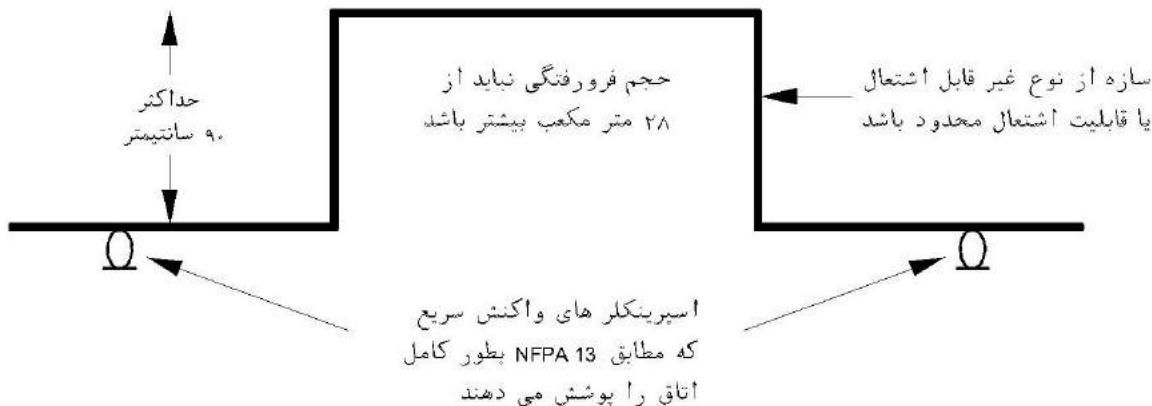 حداکثر
۹۰ سانتیمتر
حجم فرورفتگی نباید از
۲۸ متر مکعب بیشتر باشد
سازه از نوع غیر قابل اشتعال
یا قابلیت اشتعال محدود باشد
اسپرینکلر های واکنش سریع
که مطابق NFPA 13 بطور کامل
اتاق را پوشش می دهند